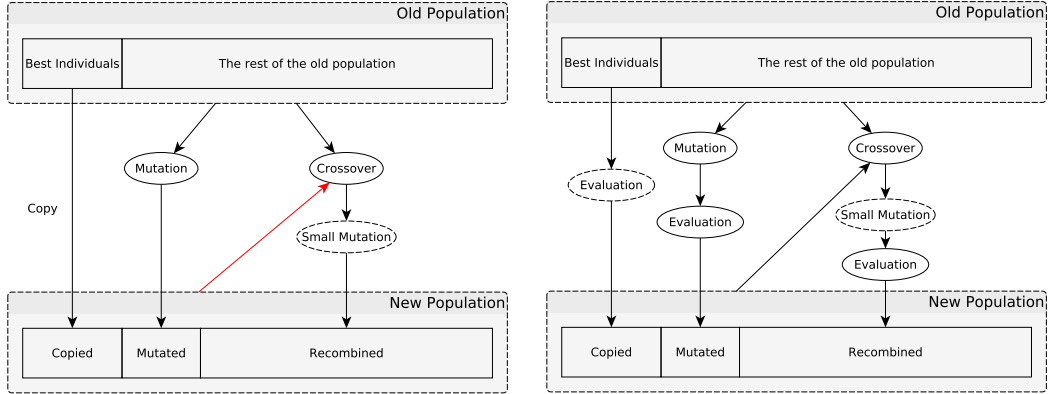 Old Population
Best Individuals
The rest of the old population
Mutation
Crossover
Copy
Small Mutation
New Population
Copied
Mutated
Recombined
Old Population
Best Individuals
The rest of the old population
Mutation
Crossover
Evaluation
Evaluation
Small Mutation
Evaluation
New Population
Copied
Mutated
Recombined